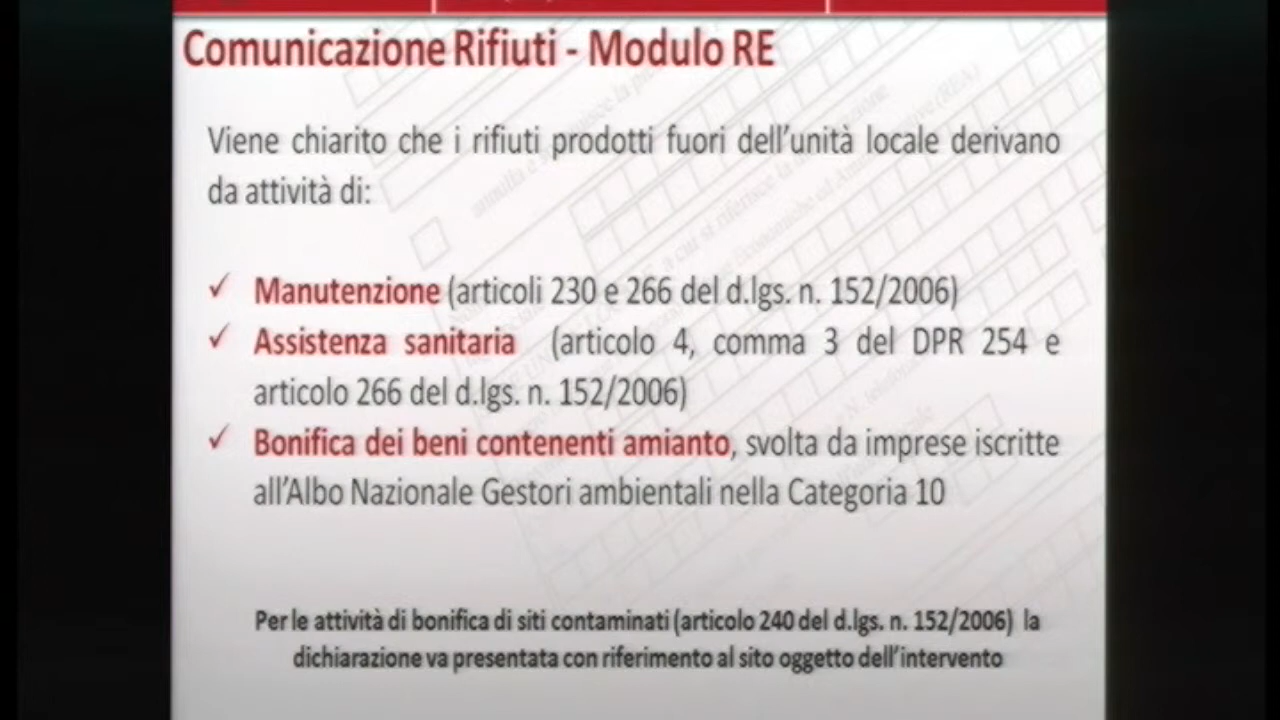 Comunicazione Rifiuti - Modulo RE
Viene chiarito che i rifiuti prodotti fuori dell'unità locale derivano
da attività di:
✓ Manutenzione (articoli 230 e 266 del d.lgs. n. 152/2006)
✓ Assistenza sanitaria (articolo 4, comma 3 del DPR 254 e
articolo 266 del d.lgs. n. 152/2006)
✓ Bonifica dei beni contenenti amianto, svolta da imprese iscritte
all'Albo Nazionale Gestori ambientali nella Categoria 10
Per le attività di bonifica di siti contaminati (articolo 240 del d.lgs. n. 152/2006) la
dichiarazione va presentata con riferimento al sito oggetto dell'intervento